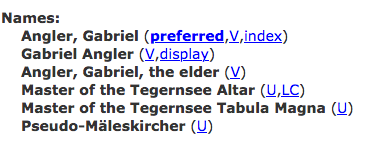 Names:
Angler, Gabriel (preferred,V,index)
Gabriel Angler (V,display)
Angler, Gabriel, the elder (V)
Master of the Tegernsee Altar (U,LC)
Master of the Tegernsee Tabula Magna (U)
Pseudo-Mäleskircher (U)